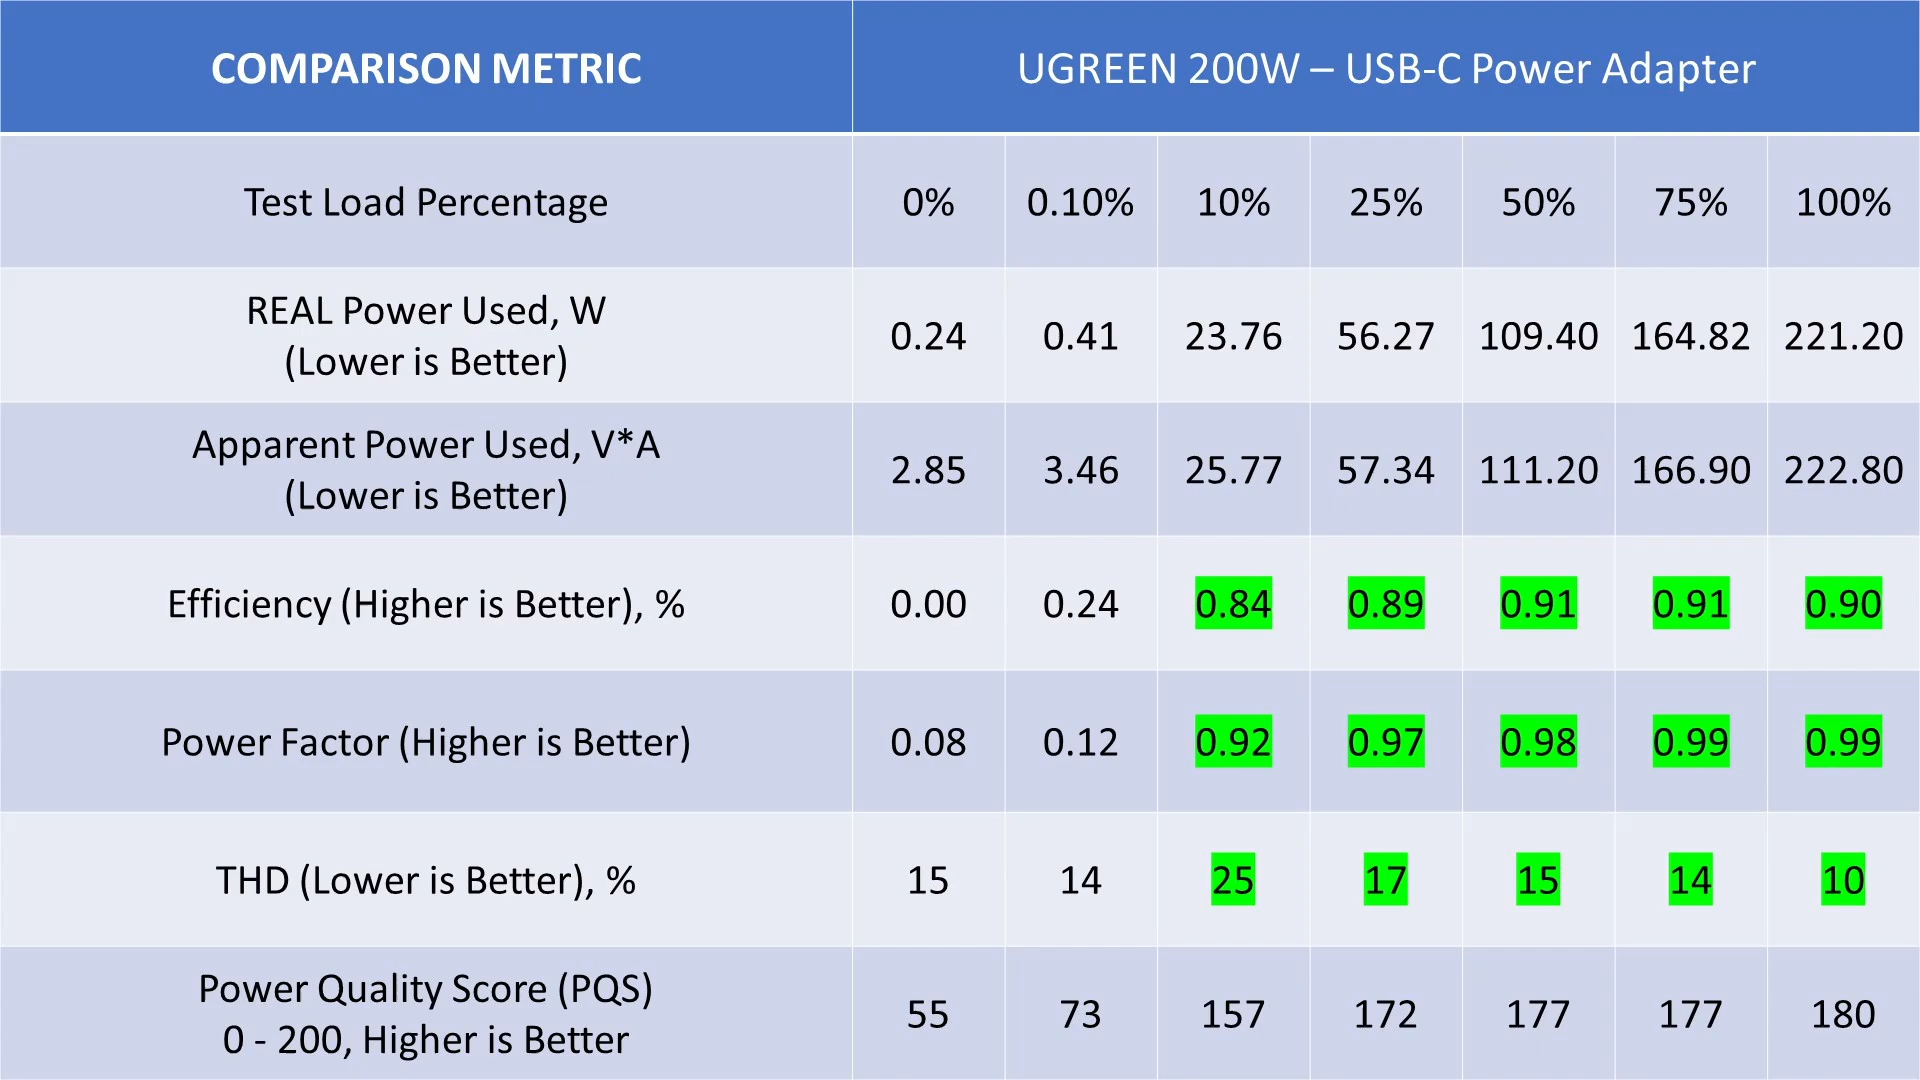 COMPARISON METRIC UGREEN 200W – USB-C Power Adapter
Test Load Percentage 0% 0.10% 10% 25% 50% 75% 100%
REAL Power Used, W
(Lower is Better) 0.24 0.41 23.76 56.27 109.40 164.82 221.20
Apparent Power Used, V*A
(Lower is Better) 2.85 3.46 25.77 57.34 111.20 166.90 222.80
Efficiency (Higher is Better), % 0.00 0.24 0.84 0.89 0.91 0.91 0.90
Power Factor (Higher is Better) 0.08 0.12 0.92 0.97 0.98 0.99 0.99
THD (Lower is Better), % 15 14 25 17 15 14 10
Power Quality Score (PQS)
0 - 200, Higher is Better 55 73 157 172 177 177 180